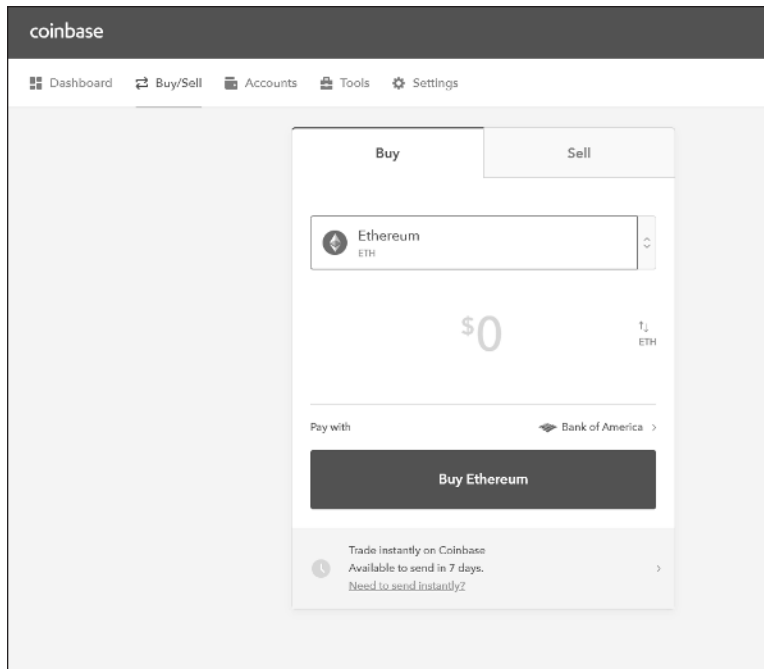 coinbase
Dashboard Buy/Sell Accounts Tools Settings
Buy Sell
Ethereum
ETH
$0
ETH
Pay with Bank of America
Buy Ethereum
Trade instantly on Coinbase
Available to send in 7 days.
Need to send instantly?